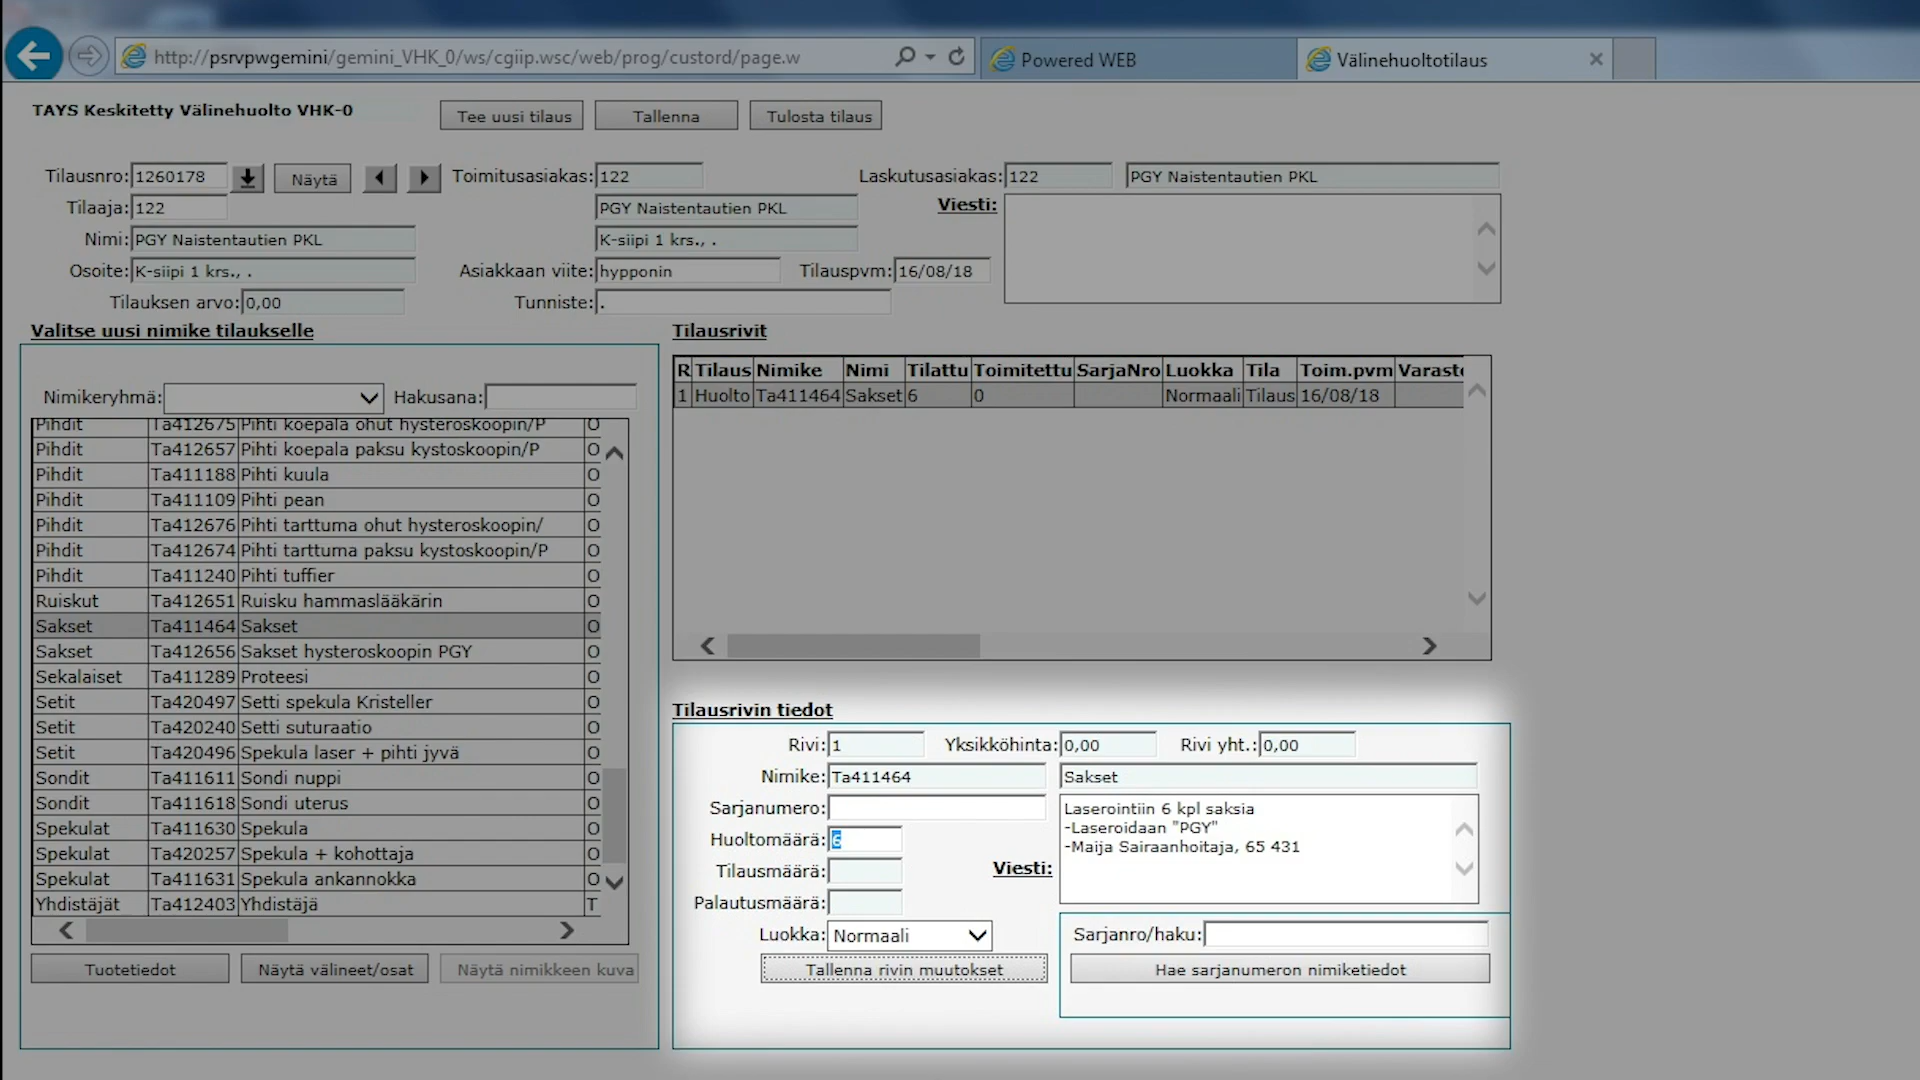 http://psrvpwgemini/gemini_VHK_0/ws/cgiip.wsc/web/prog/custord/page.w
Powered WEB
Välinehuoltotilaus
TAYS Keskitetty Välinehuolto VHK-0
Tee uusi tilaus
Tallenna
Tulosta tilaus
Tilausnro: 1260178 Näytä
Toimitusasiakas: 122
Laskutusasiakas: 122 PGY Naistentautien PKL
Tilaaja: 122
PGY Naistentautien PKL
Viesti:
Nimi: PGY Naistentautien PKL
K-siipi 1 krs., .
Osoite: K-siipi 1 krs., .
Asiakkaan viite: hypponin
Tilauspvm: 16/08/18
Tilauksen arvo: 0,00
Tunniste: .
Valitse uusi nimike tilaukselle
Nimikeryhmä:
Hakusana:
Pihdit Ta412675 Pihti koepala ohut hysteroskoopin/P O
Pihdit Ta412657 Pihti koepala paksu kystoskoopin/P O
Pihdit Ta411188 Pihti kuula O
Pihdit Ta411109 Pihti pean O
Pihdit Ta412676 Pihti tarttuma ohut hysteroskoopin/ O
Pihdit Ta412674 Pihti tarttuma paksu kystoskoopin/P O
Pihdit Ta411240 Pihti tuffier O
Ruiskut Ta412651 Ruisku hammaslääkärin O
Sakset Ta411464 Sakset O
Sakset Ta412656 Sakset hysteroskoopin PGY O
Sekalaiset Ta411289 Proteesi O
Setit Ta420497 Setti spekula Kristeller O
Setit Ta420240 Setti suturaatio O
Setit Ta420496 Spekula laser + pihti jyvä O
Sondit Ta411611 Sondi nuppi O
Sondit Ta411618 Sondi uterus O
Spekulat Ta411630 Spekula O
Spekulat Ta420257 Spekula + kohottaja O
Spekulat Ta411631 Spekula ankannokka O
Yhdistäjät Ta412403 Yhdistäjä T
Tuotetiedot
Näytä välineet/osat
Näytä nimikkeen kuva
Tilausrivit
R Tilaus Nimike Nimi Tilattu Toimitettu SarjaNro Luokka Tila Toim.pvm Varasto
1 Huolto Ta411464 Sakset 6 0 Normaali Tilaus 16/08/18
Tilausrivin tiedot
Rivi: 1 Yksikköhinta: 0,00 Rivi yht.: 0,00
Nimike: Ta411464 Sakset
Sarjanumero:
Huoltomäärä: 6
Tilausmäärä:
Palautusmäärä:
Luokka: Normaali
Tallenna rivin muutokset
Viesti:
Laserointiin 6 kpl saksia
-Laseroidaan "PGY"
-Maija Sairaanhoitaja, 65 431
Sarjanro/haku:
Hae sarjanumeron nimiketiedot